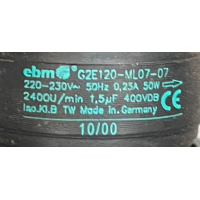 ebm G2E120-ML07-07
220-230V~ 50Hz 0,23A 50W
2400U/min 1,5µF 400VDB
Iso.Kl.B TW Made in Germany
CE
10/00